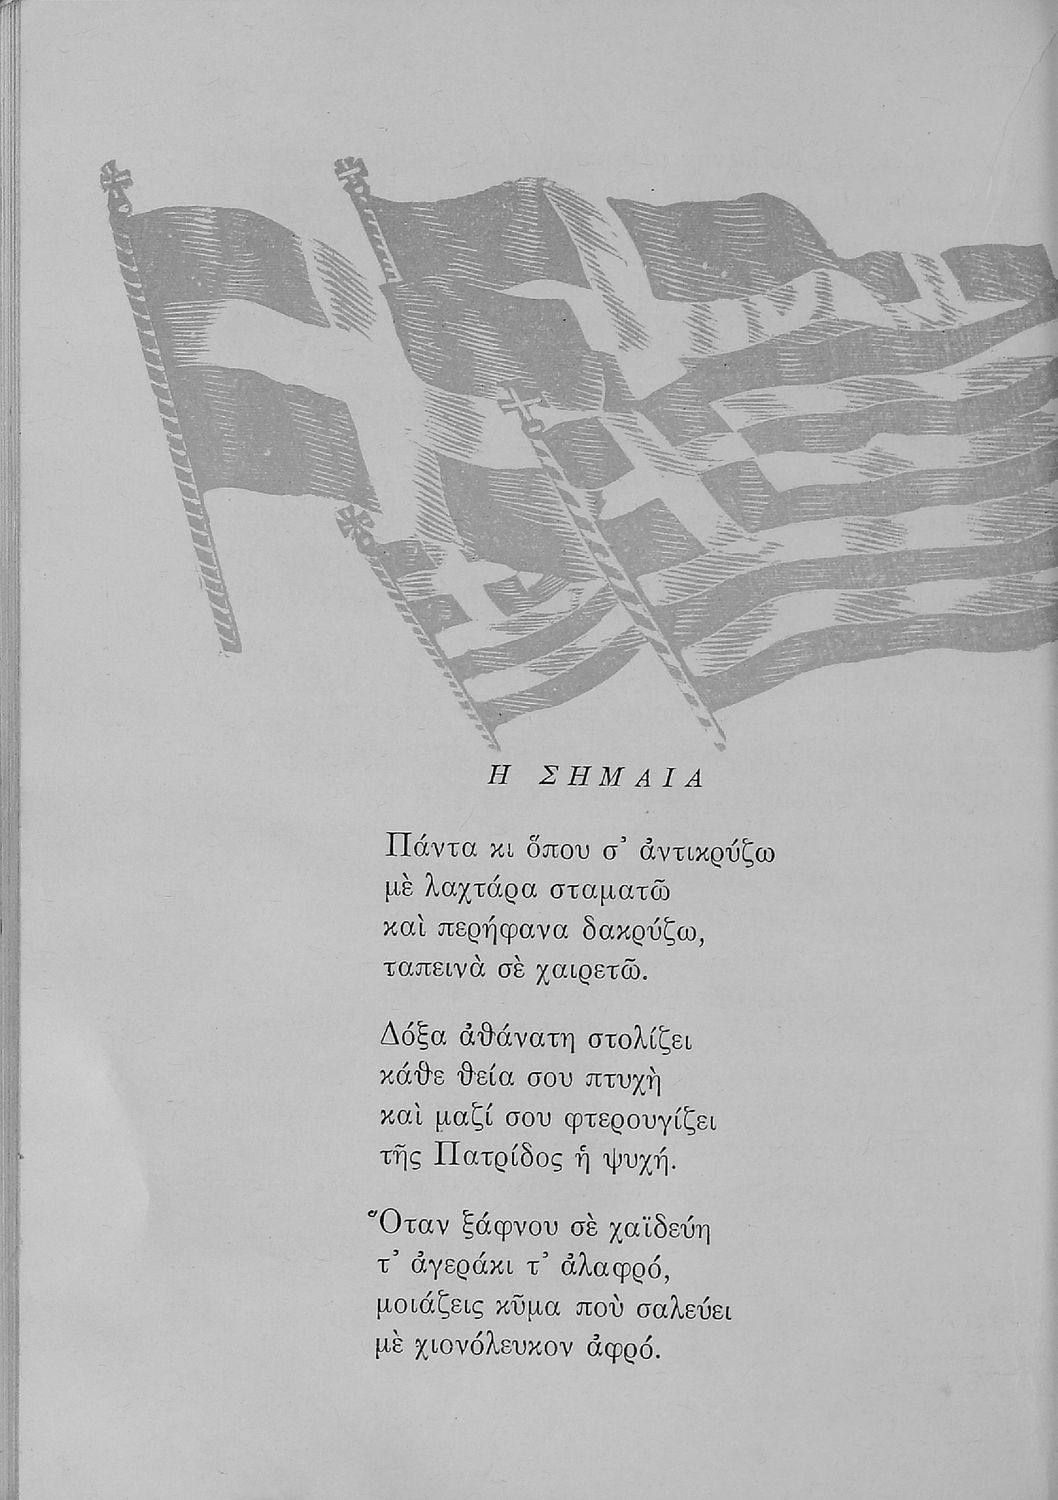 Η ΣΗΜΑΙΑ
Πάντα κι ὅπου σ’ ἀντικρύζω
μὲ λαχτάρα σταματῶ
καὶ περήφανα δακρύζω,
ταπεινὰ σὲ χαιρετῶ.
Δόξα ἀθάνατη στολίζει
κάθε θεία σου πτυχὴ
καὶ μαζί σου φτερουγίζει
τῆς Πατρίδος ἡ ψυχή.
Ὅταν ξάφνου σὲ χαϊδεύη
τ’ ἀγεράκι τ’ ἀλαφρό,
μοιάζεις κῦμα ποὺ σαλεύει
μὲ χιονόλευκον ἀφρό.